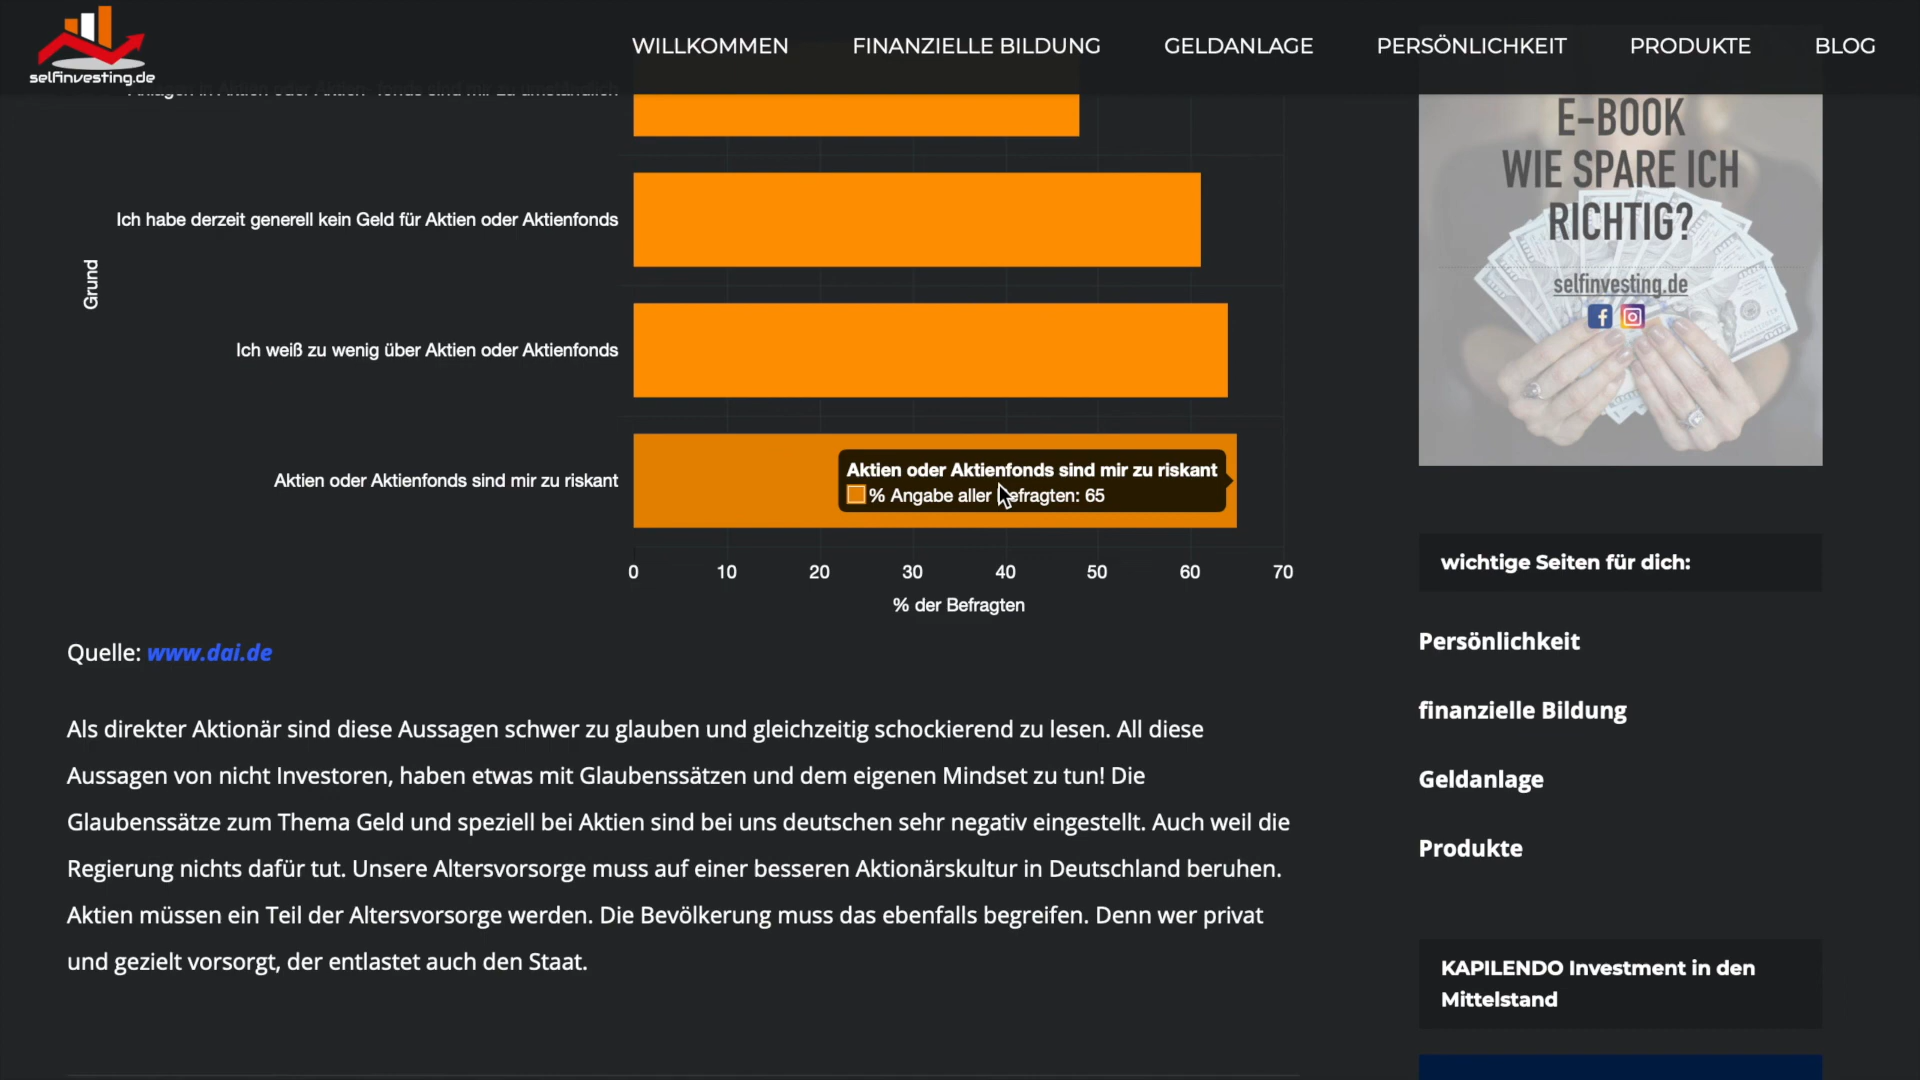 selfinvesting.de
WILLKOMMEN FINANZIELLE BILDUNG GELDANLAGE PERSÖNLICHKEIT PRODUKTE BLOG
Ich habe derzeit generell kein Geld für Aktien oder Aktienfonds
Grund
Ich weiß zu wenig über Aktien oder Aktienfonds
Aktien oder Aktienfonds sind mir zu riskant
Aktien oder Aktienfonds sind mir zu riskant
% Angabe aller Befragten: 65
0 10 20 30 40 50 60 70
% der Befragten
Quelle: www.dai.de
Als direkter Aktionär sind diese Aussagen schwer zu glauben und gleichzeitig schockierend zu lesen. All diese
Aussagen von nicht Investoren, haben etwas mit Glaubenssätzen und dem eigenen Mindset zu tun! Die
Glaubenssätze zum Thema Geld und speziell bei Aktien sind bei uns deutschen sehr negativ eingestellt. Auch weil die
Regierung nichts dafür tut. Unsere Altersvorsorge muss auf einer besseren Aktionärskultur in Deutschland beruhen.
Aktien müssen ein Teil der Altersvorsorge werden. Die Bevölkerung muss das ebenfalls begreifen. Denn wer privat
und gezielt vorsorgt, der entlastet auch den Staat.
E-BOOK
WIE SPARE ICH
RICHTIG?
selfinvesting.de
wichtige Seiten für dich:
Persönlichkeit
finanzielle Bildung
Geldanlage
Produkte
KAPILENDO Investment in den
Mittelstand